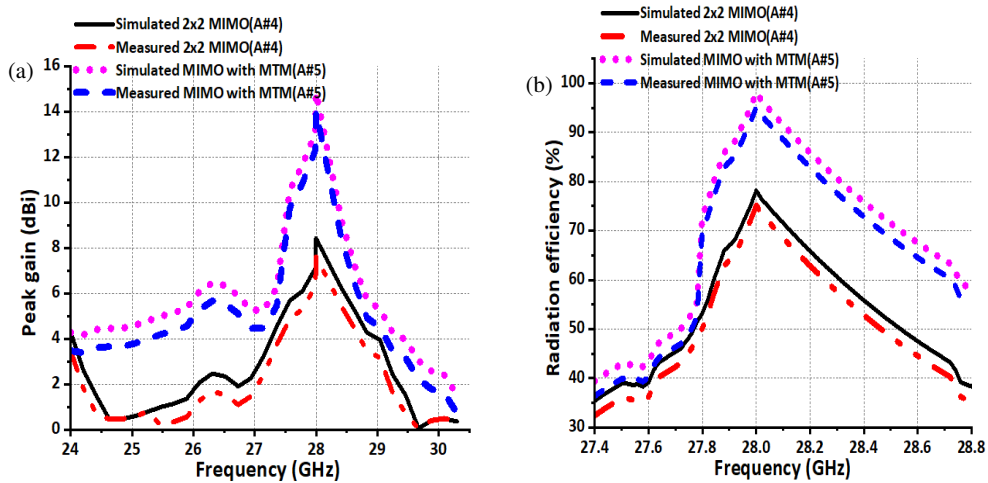 (a)
Simulated 2x2 MIMO(A#4)
Measured 2x2 MIMO(A#4)
Simulated MIMO with MTM(A#5)
Measured MIMO with MTM(A#5)
Peak gain (dBi)
16
14
12
10
8
6
4
2
0
24 25 26 27 28 29 30
Frequency (GHz)
(b)
Simulated 2x2 MIMO(A#4)
Measured 2x2 MIMO(A#4)
Simulated MIMO with MTM(A#5)
Measured MIMO with MTM(A#5)
Radiation efficiency (%)
100
90
80
70
60
50
40
30
27.4 27.6 27.8 28.0 28.2 28.4 28.6 28.8
Frequency (GHz)